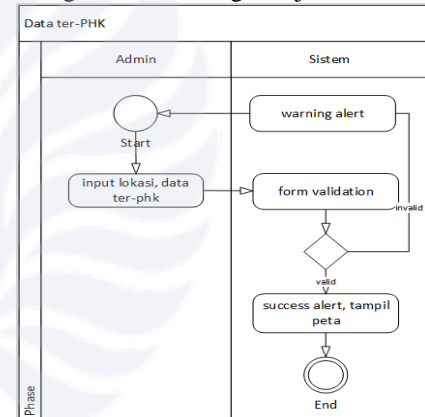 Data ter-PHK
Admin
Sistem
warning alert
Start
input lokasi, data
ter-phk
form validation
invalid
valid
success alert, tampil
peta
End
Phase